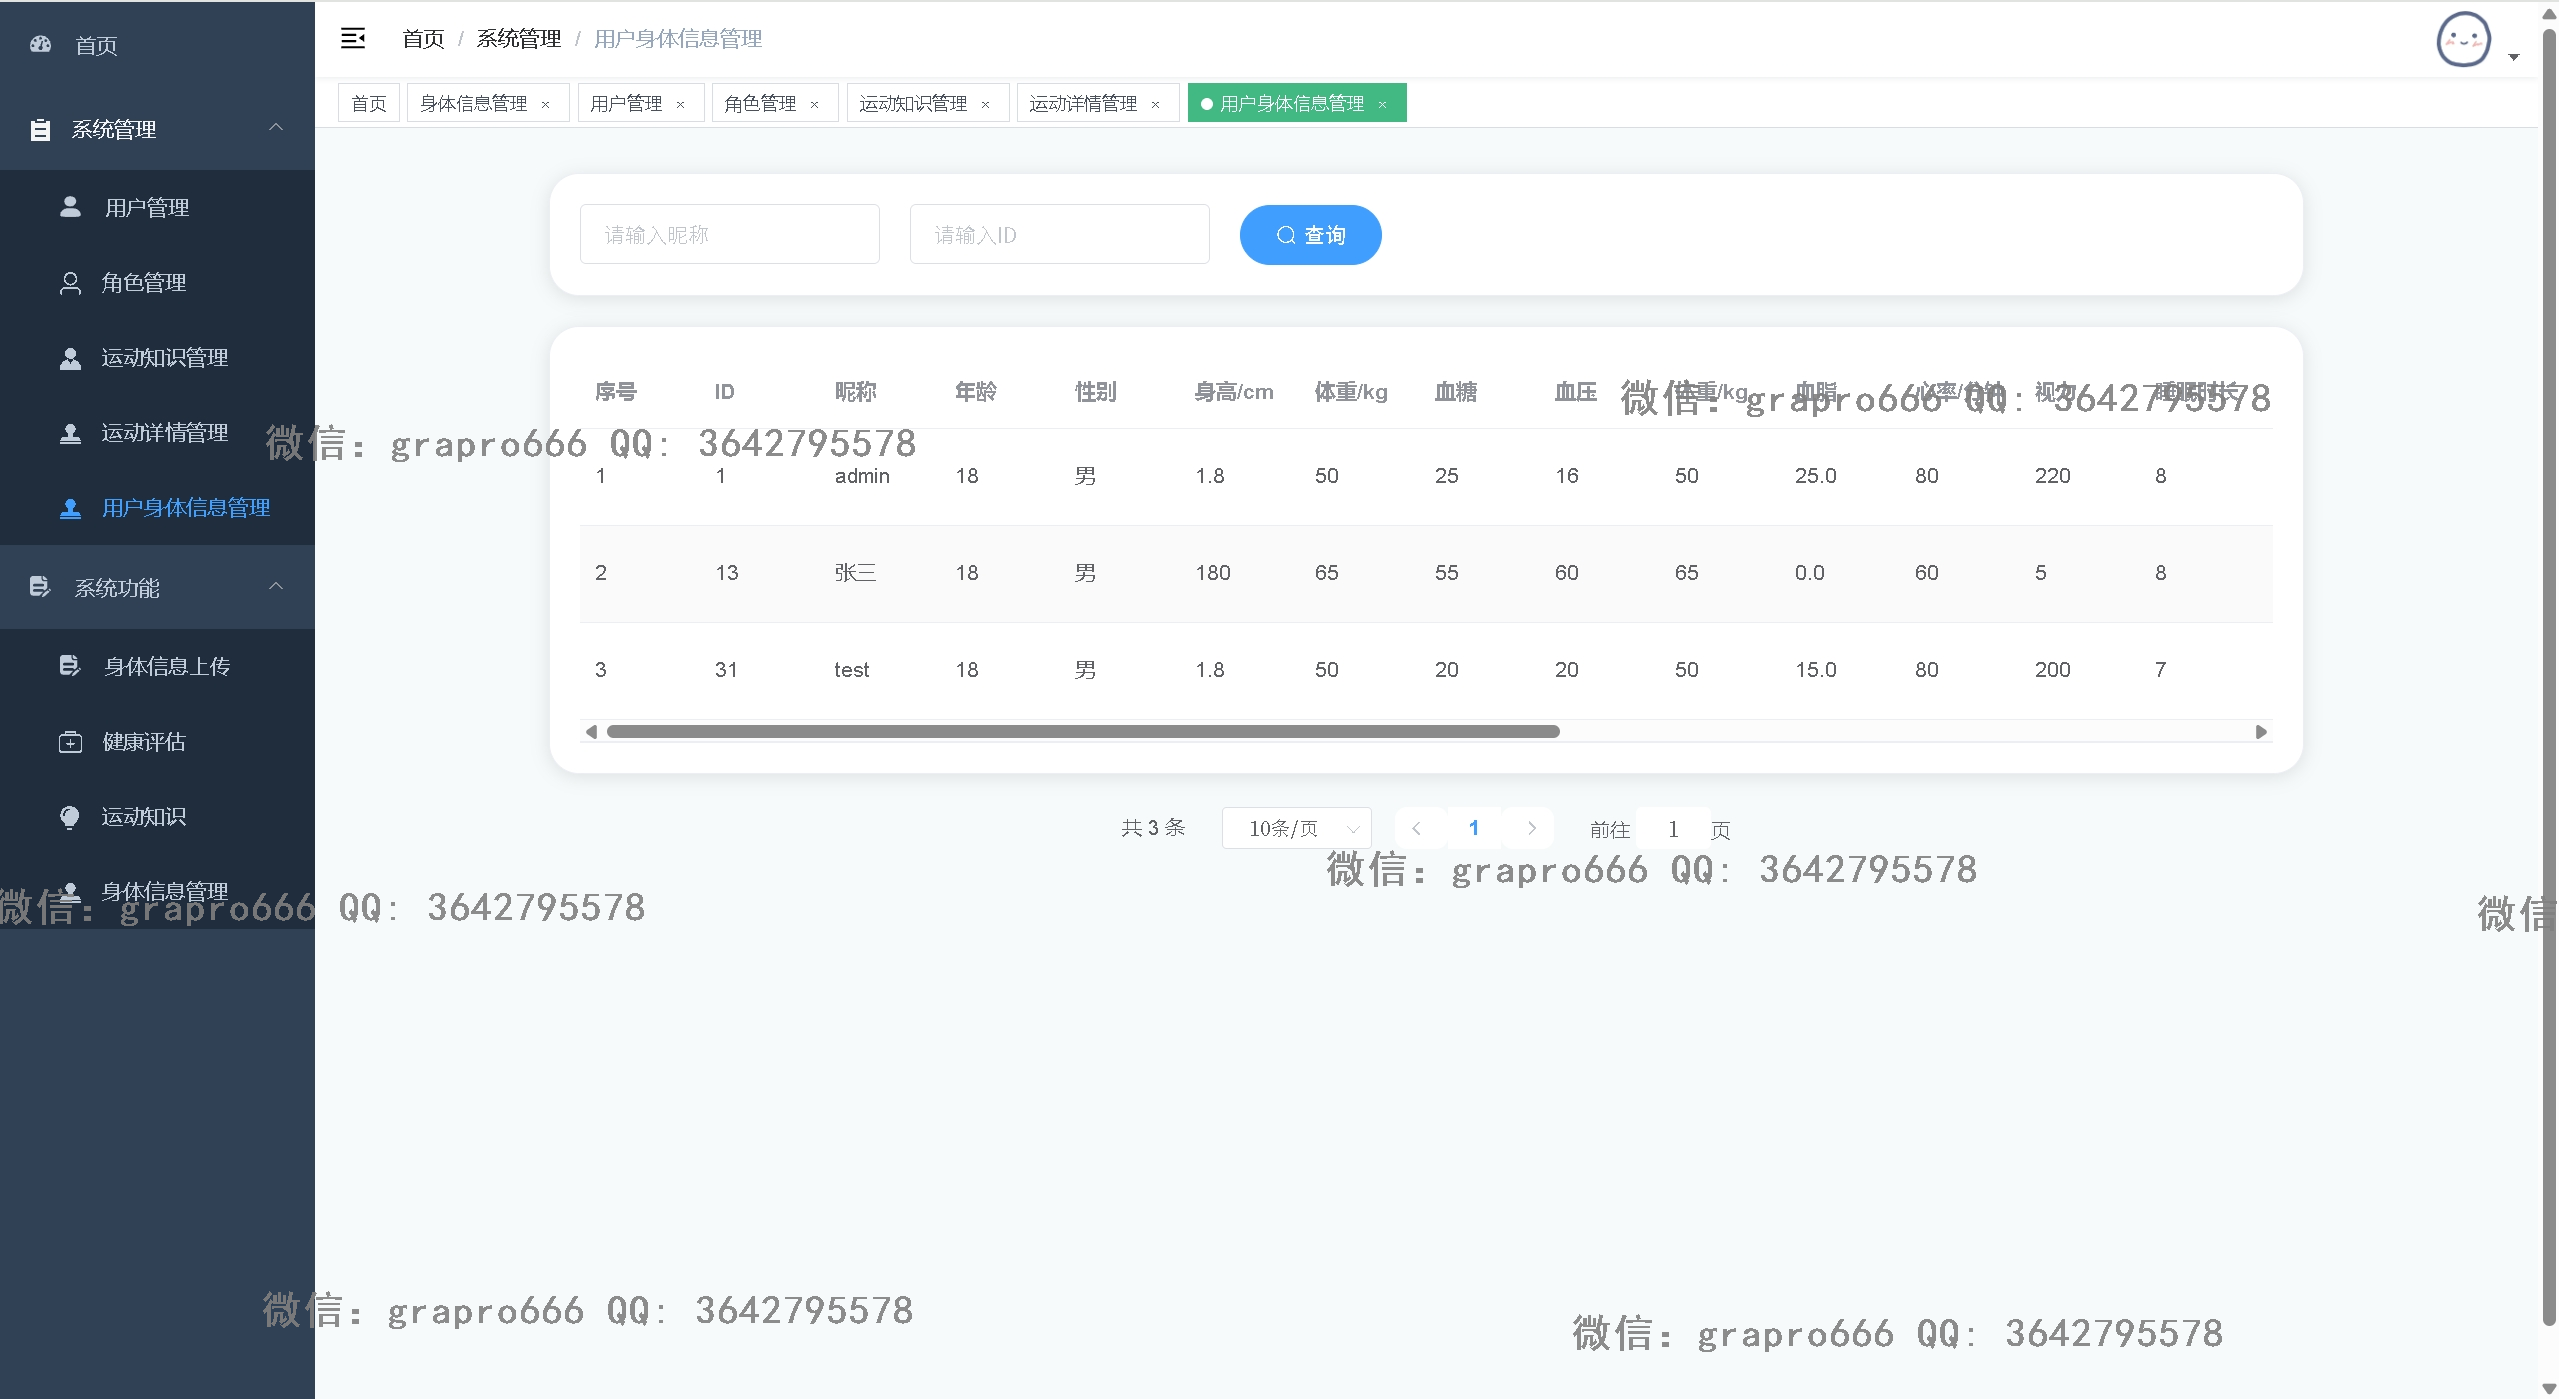 首页
系统管理
用户管理
角色管理
运动知识管理
运动详情管理
用户身体信息管理
系统功能
身体信息上传
健康评估
运动知识
身体信息管理
首页 / 系统管理 / 用户身体信息管理
首页 身体信息管理 × 用户管理 × 角色管理 × 运动知识管理 × 运动详情管理 × 用户身体信息管理 ×
请输入昵称 请输入ID 查询
序号 ID 昵称 年龄 性别 身高/cm 体重/kg 血糖 血压 体重/kg 血脂 心率/分钟 视力 睡眠时长
微信: grapro666 QQ: 3642795578
微信: grapro666 QQ: 3642795578
1 1 admin 18 男 1.8 50 25 16 50 25.0 80 220 8
2 13 张三 18 男 180 65 55 60 65 0.0 60 5 8
3 31 test 18 男 1.8 50 20 20 50 15.0 80 200 7
共 3 条 10条/页 1 前往 1 页
微信: grapro666 QQ: 3642795578
微信: grapro666 QQ: 3642795578
微信
微信: grapro666 QQ: 3642795578
微信: grapro666 QQ: 3642795578